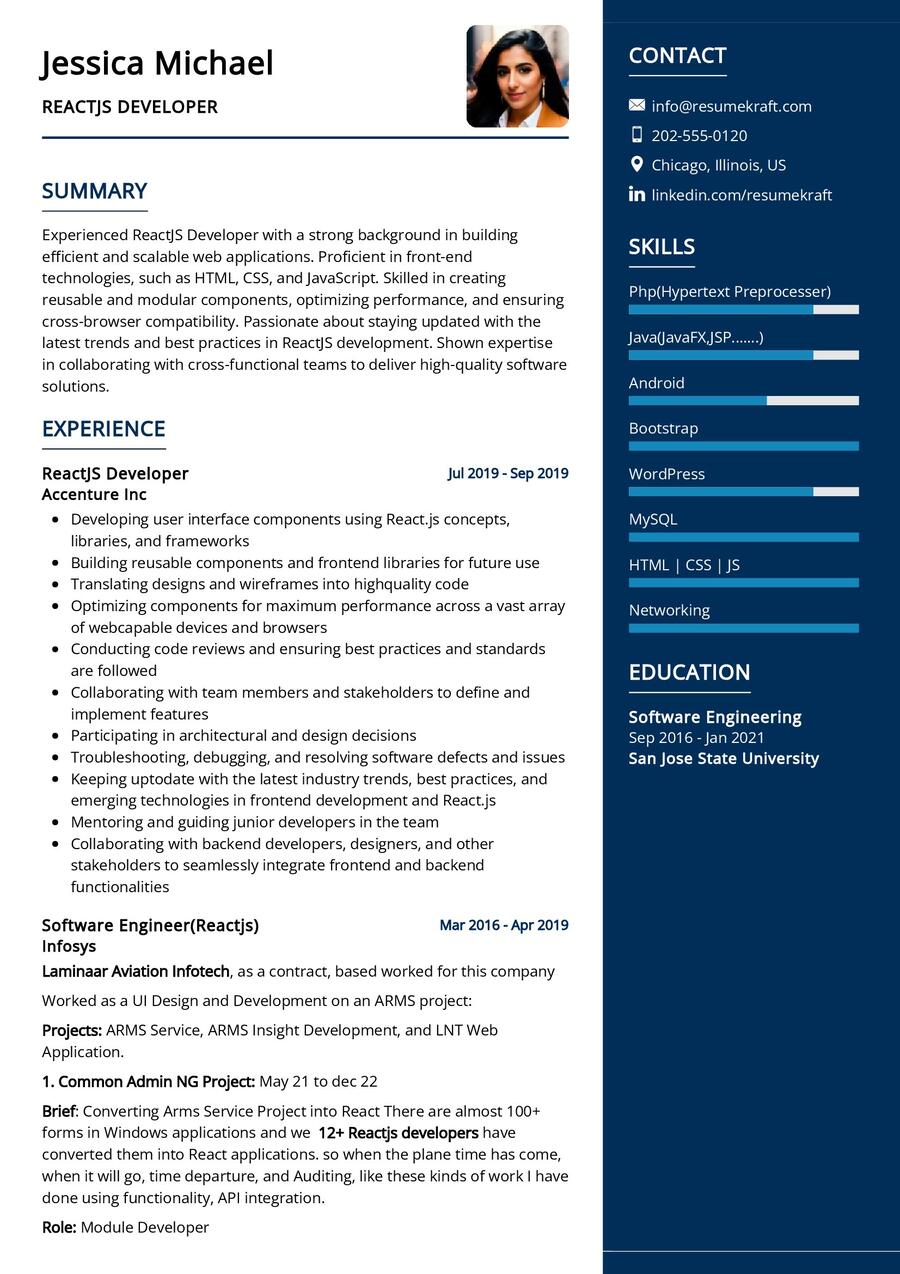 Jessica Michael
REACTJS DEVELOPER
SUMMARY
Experienced ReactJS Developer with a strong background in building
efficient and scalable web applications. Proficient in front-end
technologies, such as HTML, CSS, and JavaScript. Skilled in creating
reusable and modular components, optimizing performance, and ensuring
cross-browser compatibility. Passionate about staying updated with the
latest trends and best practices in ReactJS development. Shown expertise
in collaborating with cross-functional teams to deliver high-quality software
solutions.
EXPERIENCE
ReactJS Developer Jul 2019 - Sep 2019
Accenture Inc
• Developing user interface components using React.js concepts,
libraries, and frameworks
• Building reusable components and frontend libraries for future use
• Translating designs and wireframes into highquality code
• Optimizing components for maximum performance across a vast array
of webcapable devices and browsers
• Conducting code reviews and ensuring best practices and standards
are followed
• Collaborating with team members and stakeholders to define and
implement features
• Participating in architectural and design decisions
• Troubleshooting, debugging, and resolving software defects and issues
• Keeping uptodate with the latest industry trends, best practices, and
emerging technologies in frontend development and React.js
• Mentoring and guiding junior developers in the team
• Collaborating with backend developers, designers, and other
stakeholders to seamlessly integrate frontend and backend
functionalities
Software Engineer(Reactjs) Mar 2016 - Apr 2019
Infosys
Laminaar Aviation Infotech, as a contract, based worked for this company
Worked as a UI Design and Development on an ARMS project:
Projects: ARMS Service, ARMS Insight Development, and LNT Web
Application.
1. Common Admin NG Project: May 21 to dec 22
Brief: Converting Arms Service Project into React There are almost 100+
forms in Windows applications and we 12+ Reactjs developers have
converted them into React applications. so when the plane time has come,
when it will go, time departure, and Auditing, like these kinds of work I have
done using functionality, API integration.
Role: Module Developer
CONTACT
info@resumekraft.com
202-555-0120
Chicago, Illinois, US
linkedin.com/resumekraft
SKILLS
Php(Hypertext Preprocesser)
Java(JavaFX,JSP.......)
Android
Bootstrap
WordPress
MySQL
HTML | CSS | JS
Networking
EDUCATION
Software Engineering
Sep 2016 - Jan 2021
San Jose State University